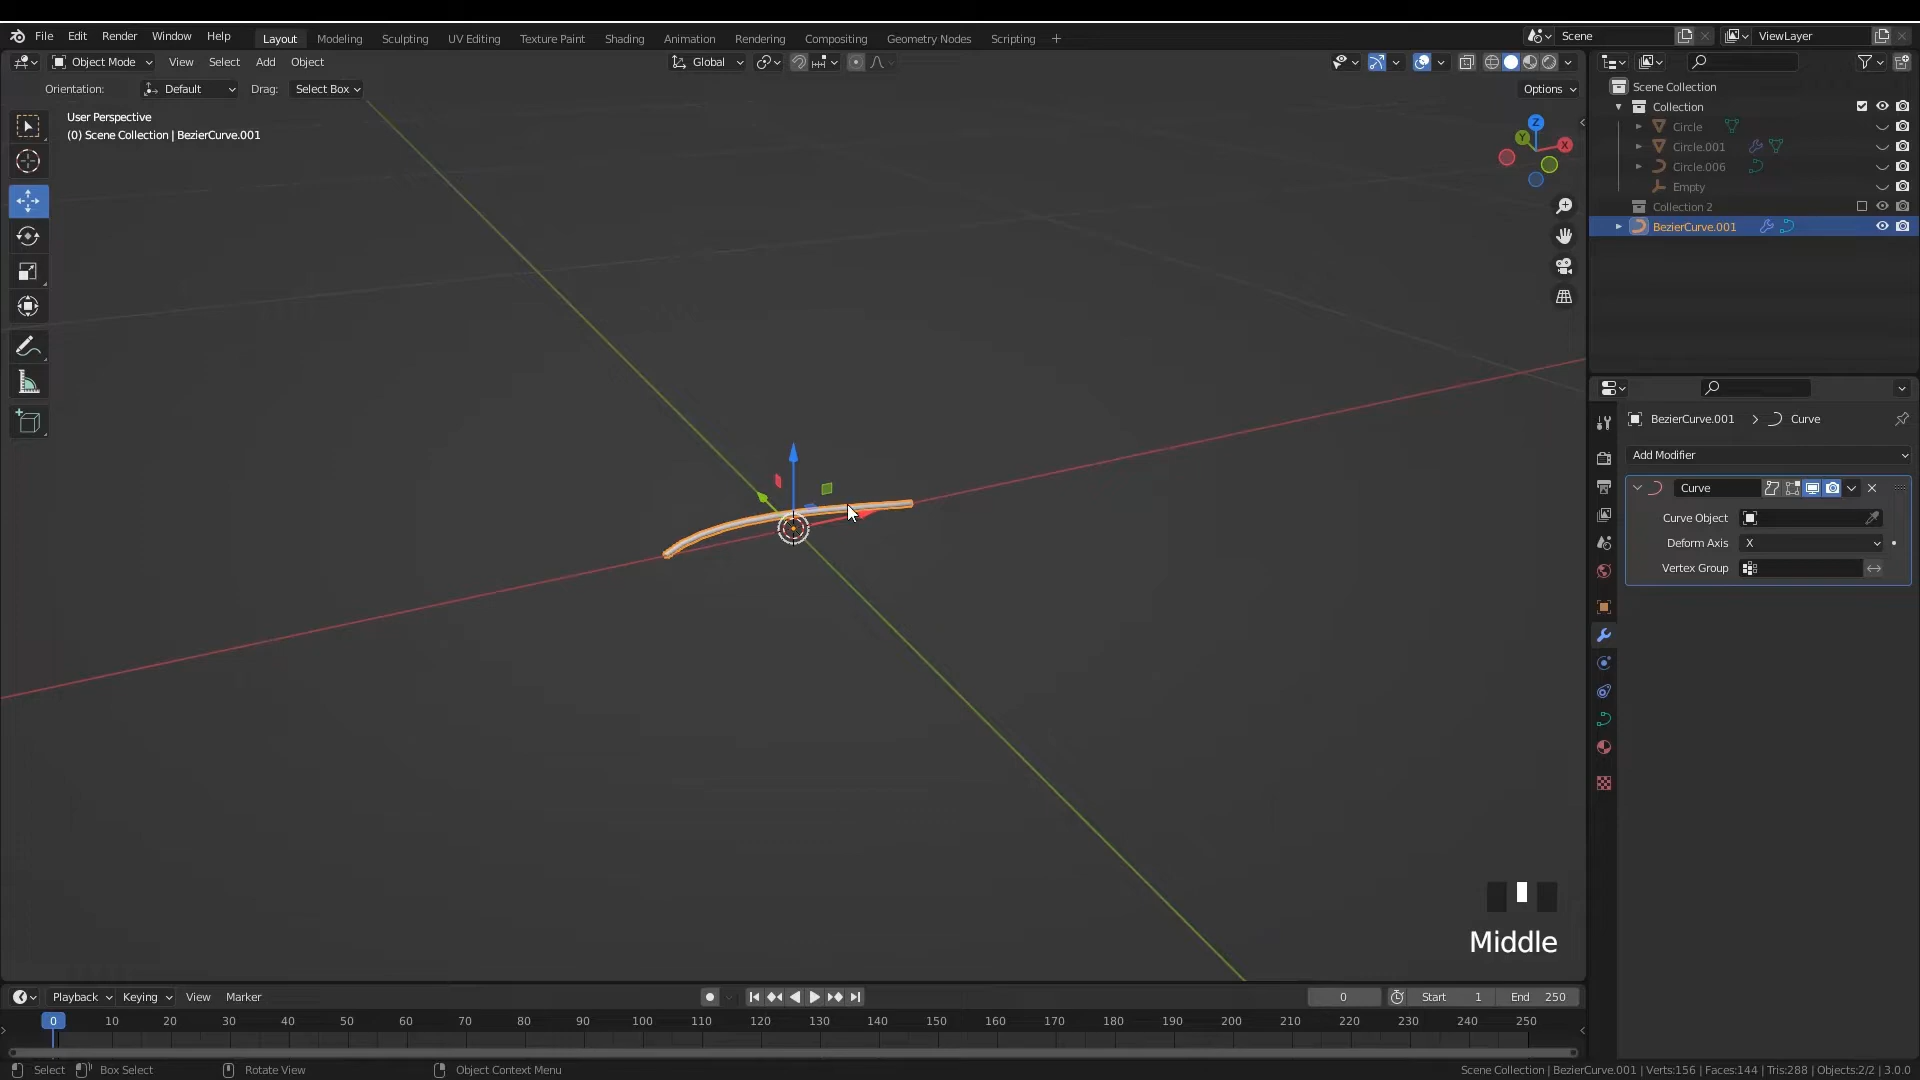 File Edit Render Window Help Layout Modeling Sculpting UV Editing Texture Paint Shading Animation Rendering Compositing Geometry Nodes Scripting + Scene ViewLayer
Object Mode View Select Add Object Global
Orientation: Default Drag: Select Box Options
User Perspective
(0) Scene Collection | BezierCurve.001
Z
Y
X
Scene Collection
Collection
Circle
Circle.001
Circle.006
Empty
Collection 2
BezierCurve.001
BezierCurve.001 > Curve
Add Modifier
Curve
Curve Object
Deform Axis X
Vertex Group
Middle
Playback Keying View Marker 0 Start 1 End 250
0 10 20 30 40 50 60 70 80 90 100 110 120 130 140 150 160 170 180 190 200 210 220 230 240 250
Select Box Select Rotate View Object Context Menu Scene Collection | BezierCurve.001 | Verts:156 | Faces:144 | Tris:288 | Objects:2/2 | 3.0.0